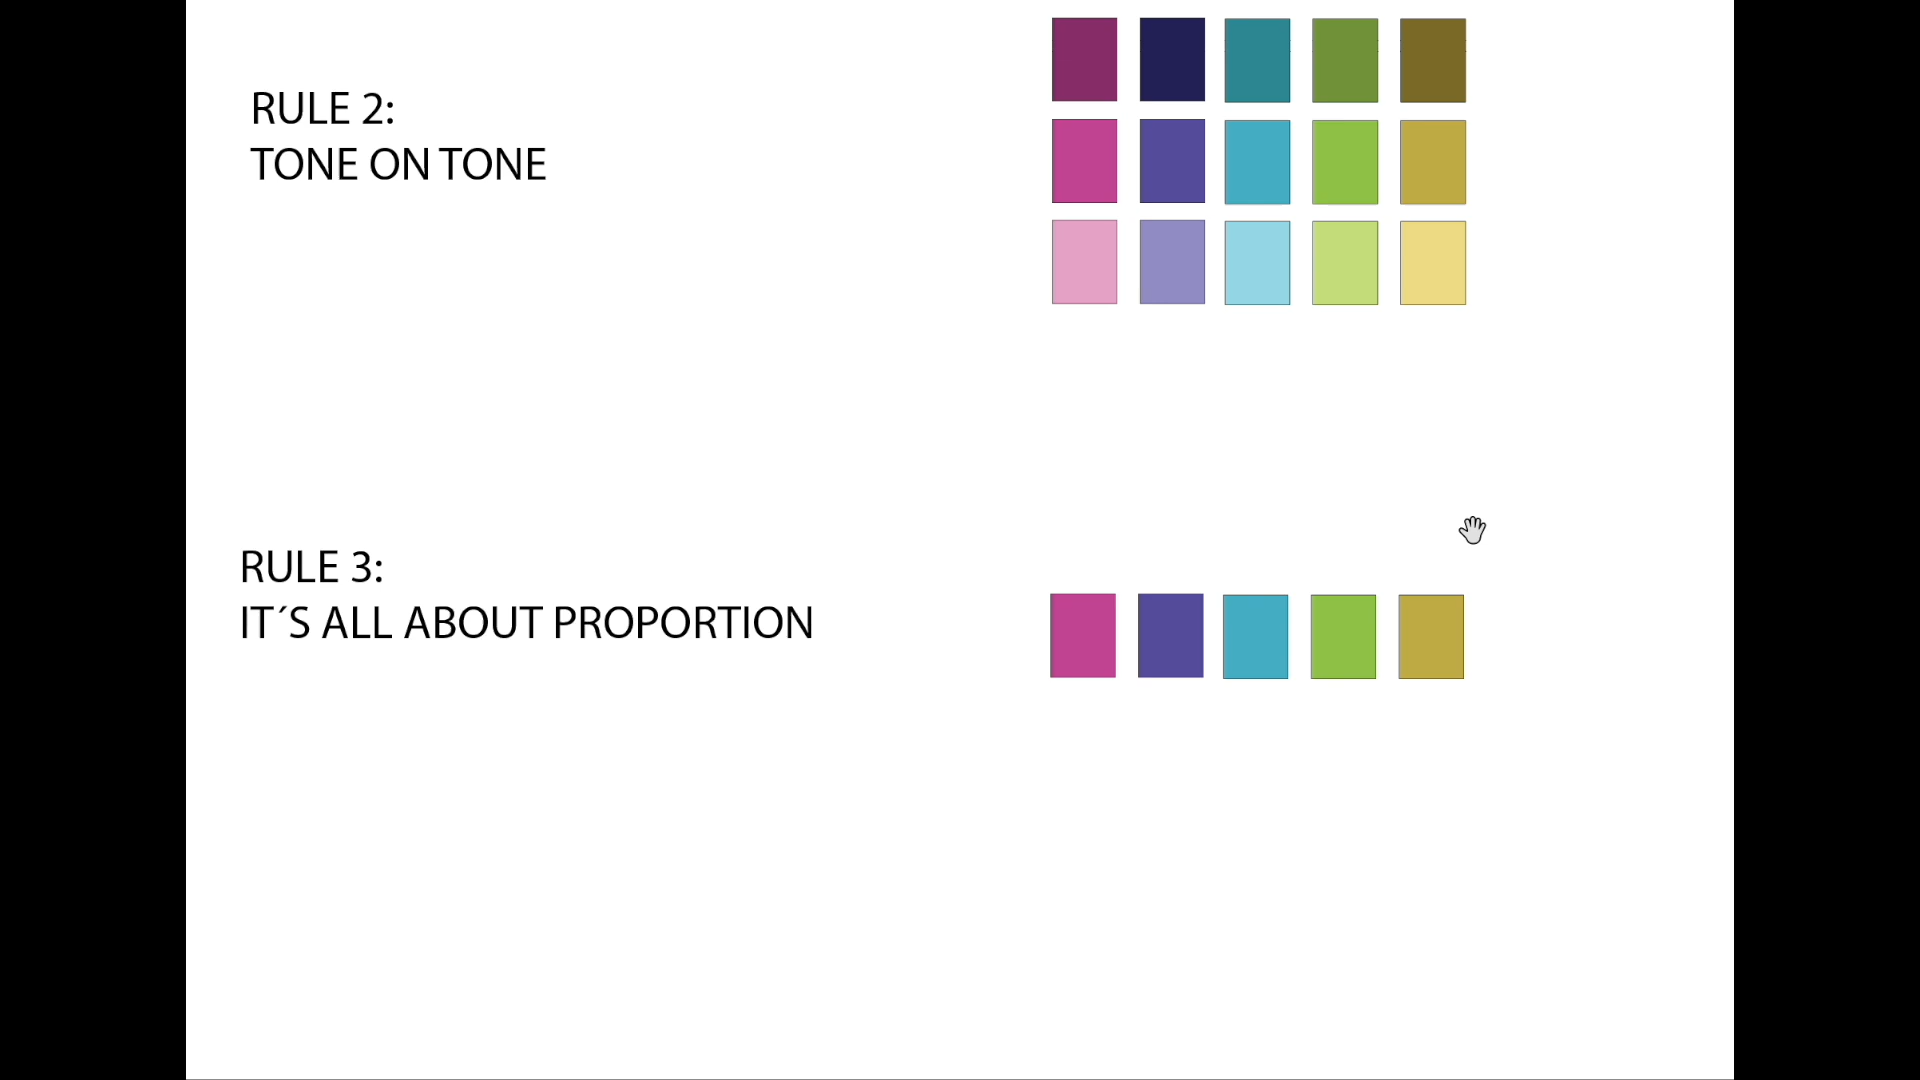 RULE 2:
TONE ON TONE
RULE 3:
IT´S ALL ABOUT PROPORTION